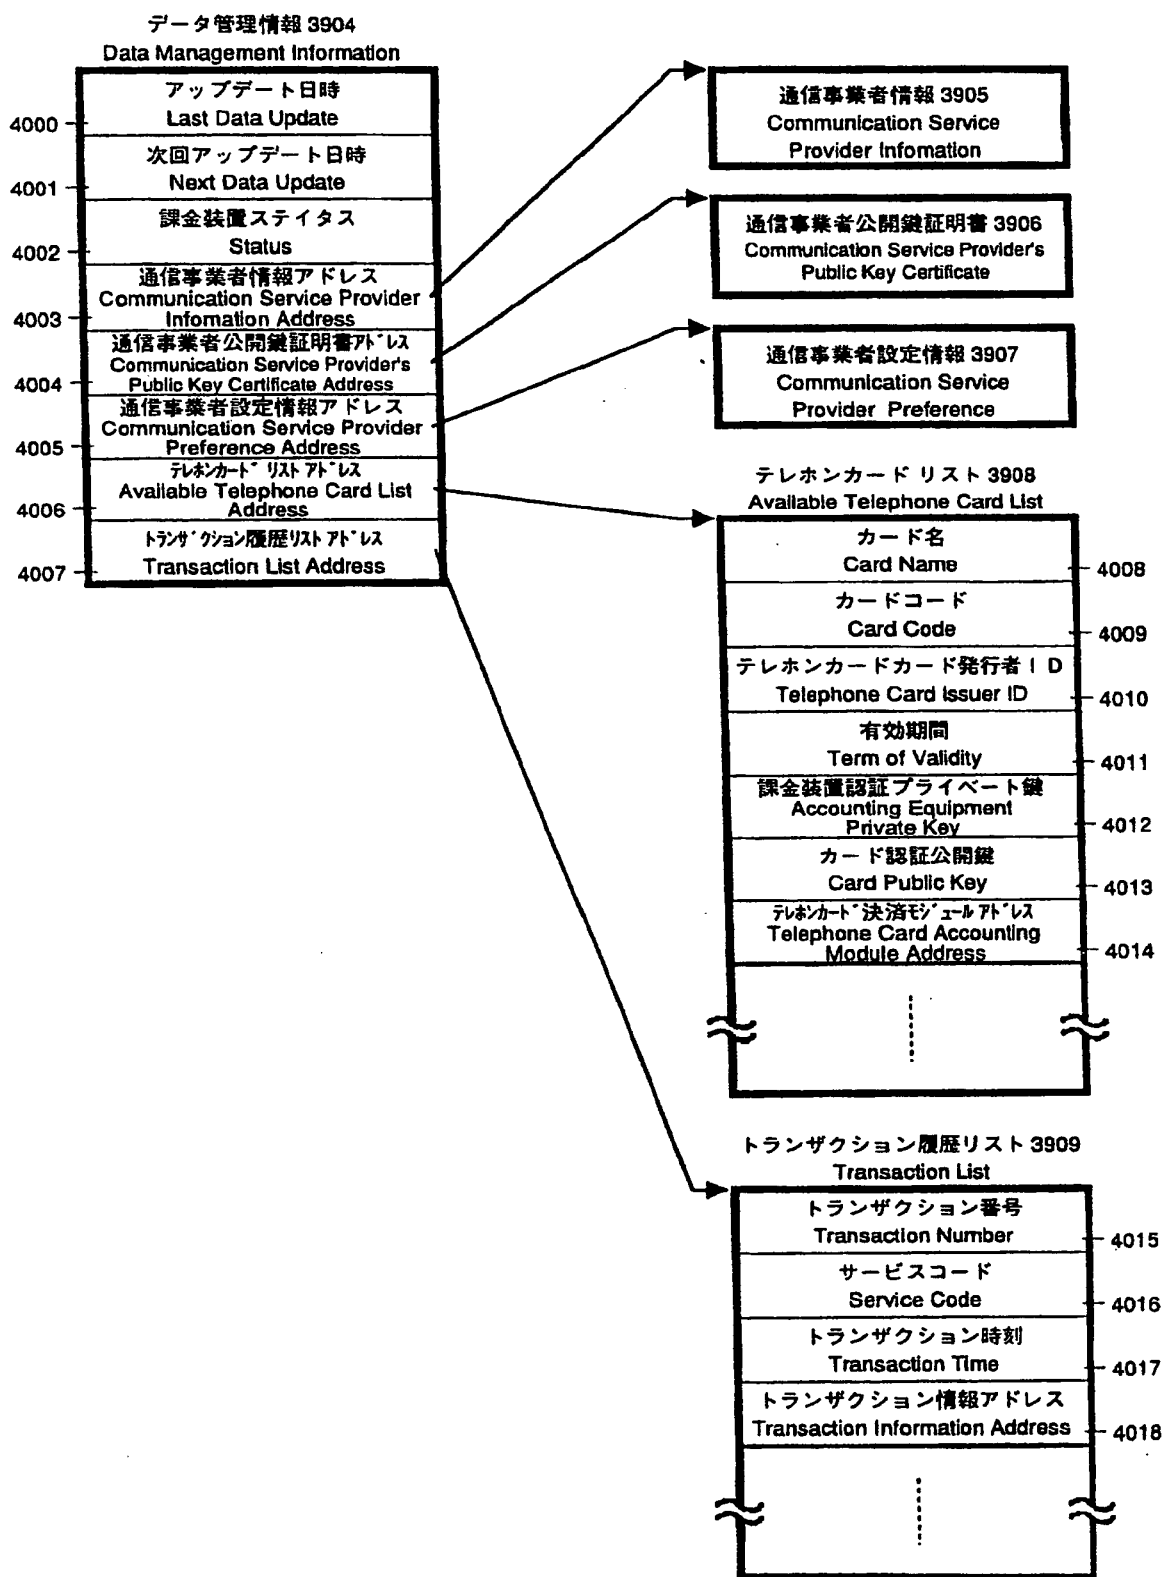 データ管理情報 3904
Data Management Information
アップデート日時
Last Data Update
4000
次回アップデート日時
Next Data Update
4001
課金装置ステイタス
Status
4002
通信事業者情報アドレス
Communication Service Provider
Infomation Address
4003
通信事業者公開鍵証明書アドレス
Communication Service Provider's
Public Key Certificate Address
4004
通信事業者設定情報アドレス
Communication Service Provider
Preference Address
4005
テレホンカード リスト アドレス
Available Telephone Card List
Address
4006
トランザクション履歴リスト アドレス
Transaction List Address
4007
通信事業者情報 3905
Communication Service
Provider Infomation
通信事業者公開鍵証明書 3906
Communication Service Provider's
Public Key Certificate
通信事業者設定情報 3907
Communication Service
Provider Preference
テレホンカード リスト 3908
Available Telephone Card List
カード名
Card Name
4008
カードコード
Card Code
4009
テレホンカードカード発行者ID
Telephone Card Issuer ID
4010
有効期間
Term of Validity
4011
課金装置認証プライベート鍵
Accounting Equipment
Private Key
4012
カード認証公開鍵
Card Public Key
4013
テレホンカード決済モジュール アドレス
Telephone Card Accounting
Module Address
4014
トランザクション履歴リスト 3909
Transaction List
トランザクション番号
Transaction Number
4015
サービスコード
Service Code
4016
トランザクション時刻
Transaction Time
4017
トランザクション情報アドレス
Transaction Information Address
4018